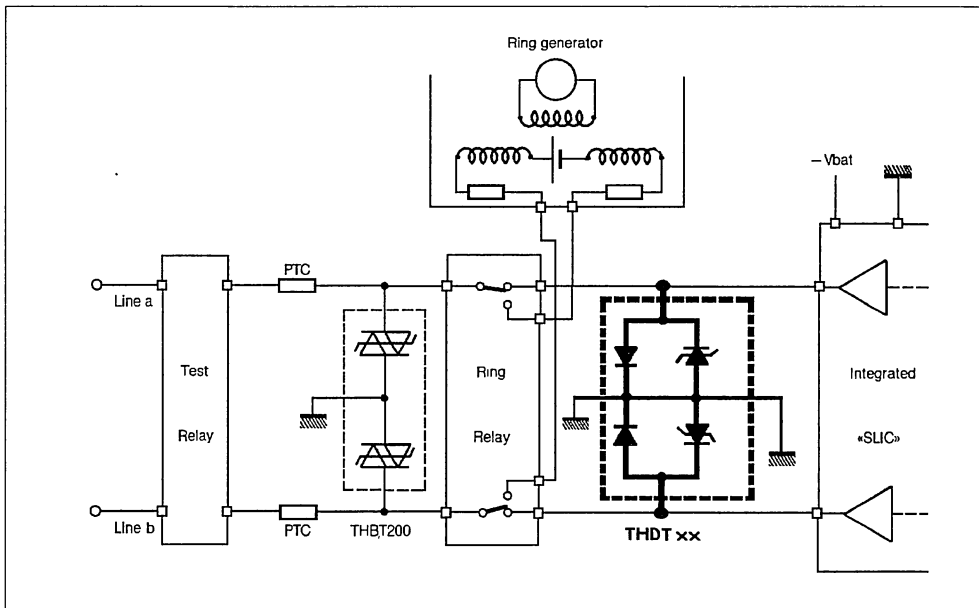 Ring generator
– Vbat
PTC
Line a
Test
Relay
Ring
Relay
Integrated
«SLIC»
Line b
PTC
THBT200
THDT xx